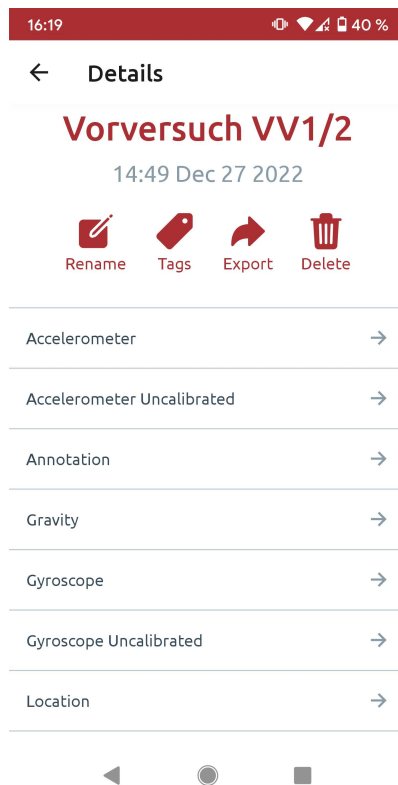 16:19
40 %
Details
Vorversuch VV1/2
14:49 Dec 27 2022
Rename Tags Export Delete
Accelerometer
Accelerometer Uncalibrated
Annotation
Gravity
Gyroscope
Gyroscope Uncalibrated
Location